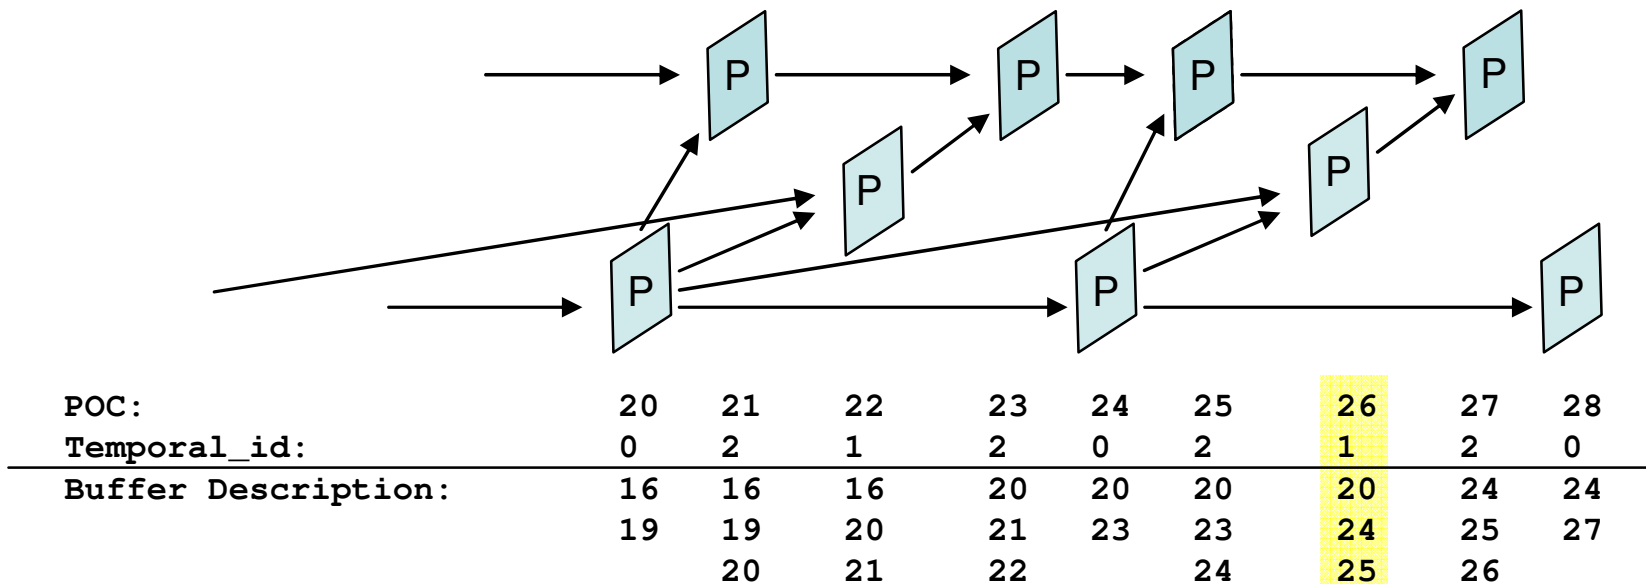 P P P P
P P
P P P
POC: 20 21 22 23 24 25 26 27 28
Temporal_id: 0 2 1 2 0 2 1 2 0
Buffer Description: 16 16 16 20 20 20 20 24 24
19 19 20 21 23 23 24 25 27
20 21 22 24 25 26